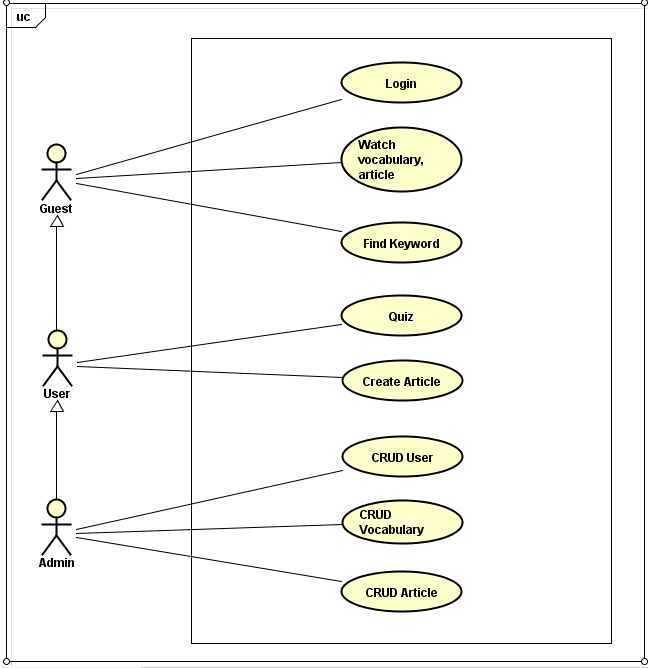 uc
Login
Watch
vocabulary,
article
Guest
Find Keyword
Quiz
User
Create Article
CRUD User
CRUD
Vocabulary
Admin
CRUD Article